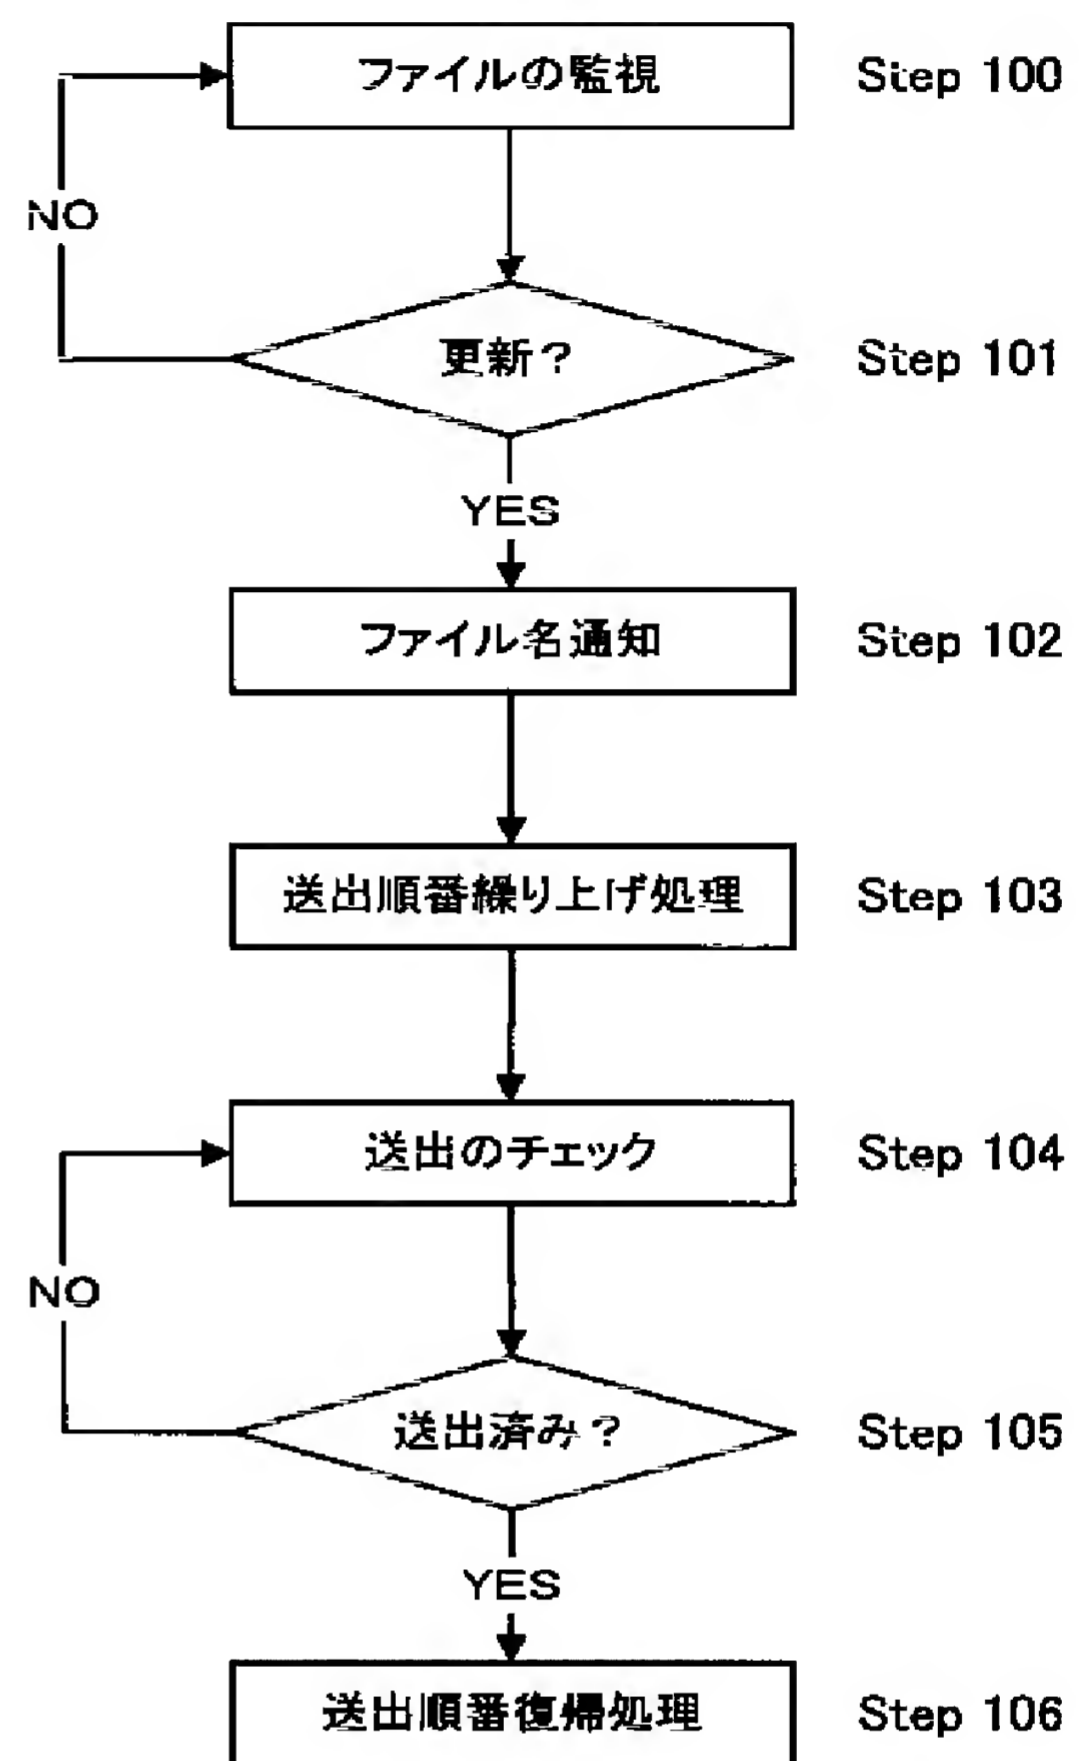 ファイルの監視 Step 100
NO
更新? Step 101
YES
ファイル名通知 Step 102
送出順番繰り上げ処理 Step 103
送出のチェック Step 104
NO
送出済み? Step 105
YES
送出順番復帰処理 Step 106